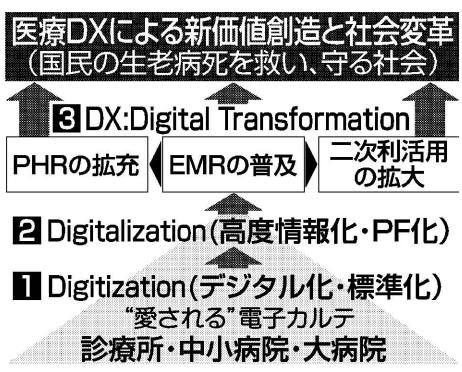 医療DXによる新価値創造と社会変革
(国民の生老病死を救い、守る社会)
3 DX:Digital Transformation
PHRの拡充
EMRの普及
二次利活用
の拡大
2 Digitalization(高度情報化・PF化)
1 Digitization(デジタル化・標準化)
“愛される”電子カルテ
診療所・中小病院・大病院